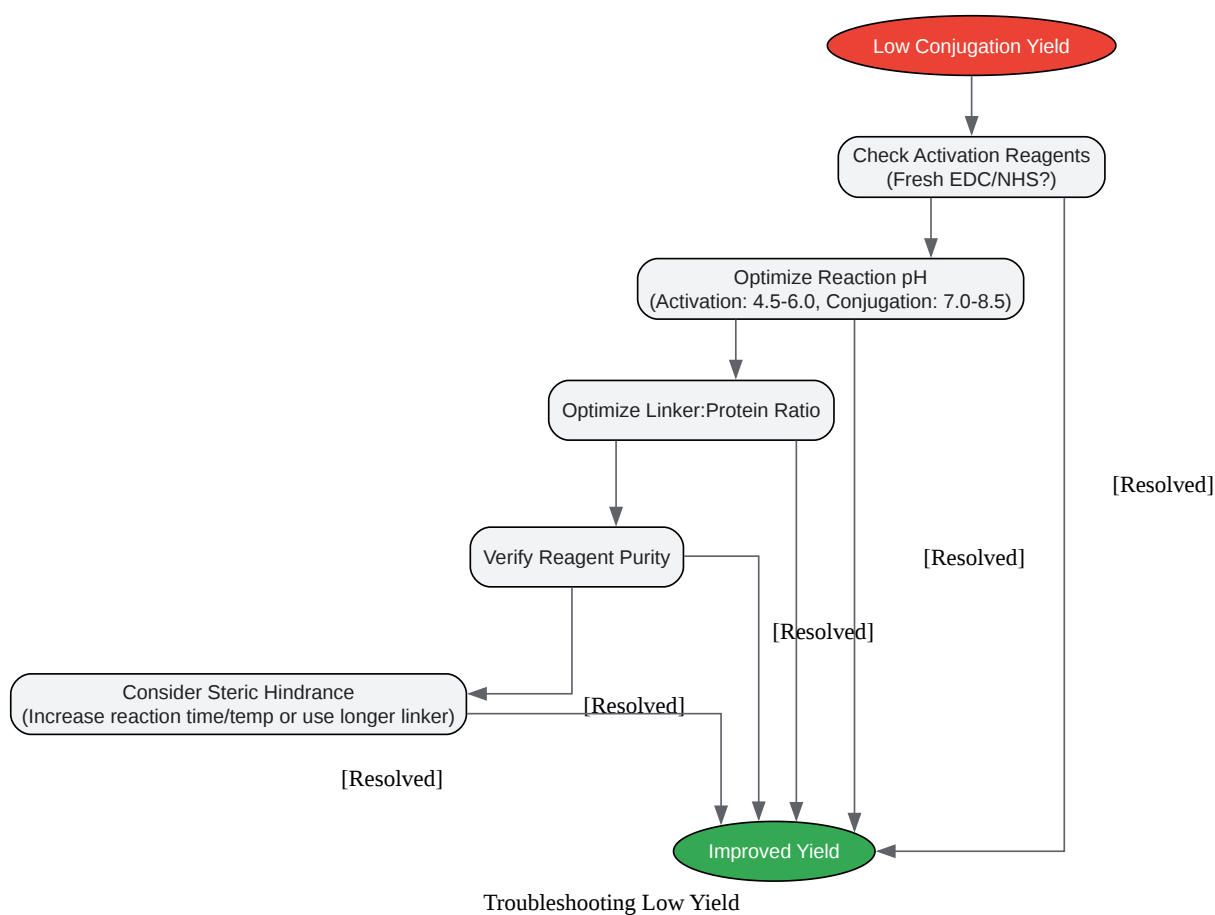 Low Conjugation Yield
Check Activation Reagents
(Fresh EDC/NHS?)
Optimize Reaction pH
(Activation: 4.5-6.0, Conjugation: 7.0-8.5)
Optimize Linker:Protein Ratio
[Resolved]
Verify Reagent Purity
[Resolved]
[Resolved]
Consider Steric Hindrance
(Increase reaction time/temp or use longer linker)
[Resolved]
[Resolved]
Improved Yield
Troubleshooting Low Yield